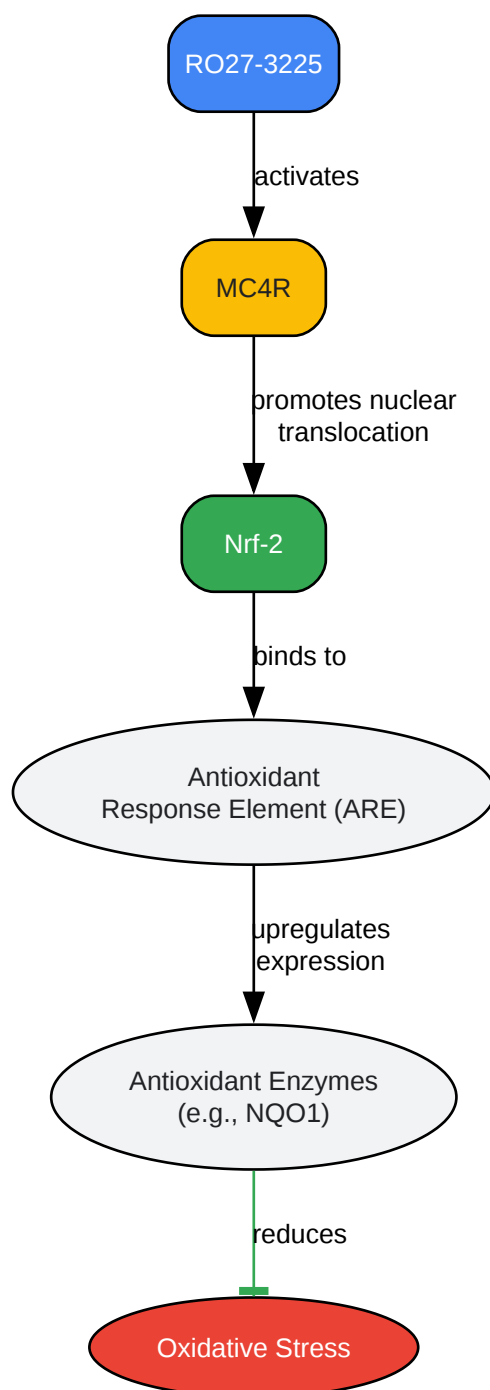 RO27-3225
activates
MC4R
promotes nuclear
translocation
Nrf-2
binds to
Antioxidant
Response Element (ARE)
upregulates
expression
Antioxidant Enzymes
(e.g., NQO1)
reduces
Oxidative Stress